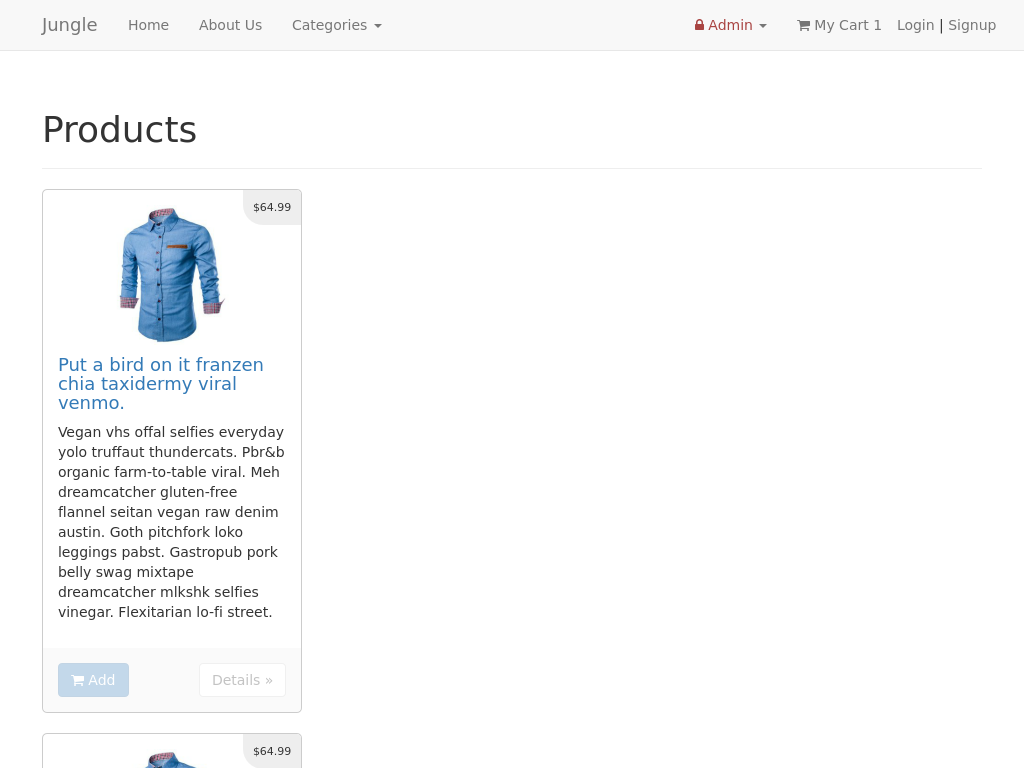 Jungle Home About Us Categories Admin My Cart 1 Login | Signup
Products
$64.99
Put a bird on it franzen
chia taxidermy viral
venmo.
Vegan vhs offal selfies everyday
yolo truffaut thundercats. Pbr&b
organic farm-to-table viral. Meh
dreamcatcher gluten-free
flannel seitan vegan raw denim
austin. Goth pitchfork loko
leggings pabst. Gastropub pork
belly swag mixtape
dreamcatcher mlkshk selfies
vinegar. Flexitarian lo-fi street.
Add Details »
$64.99